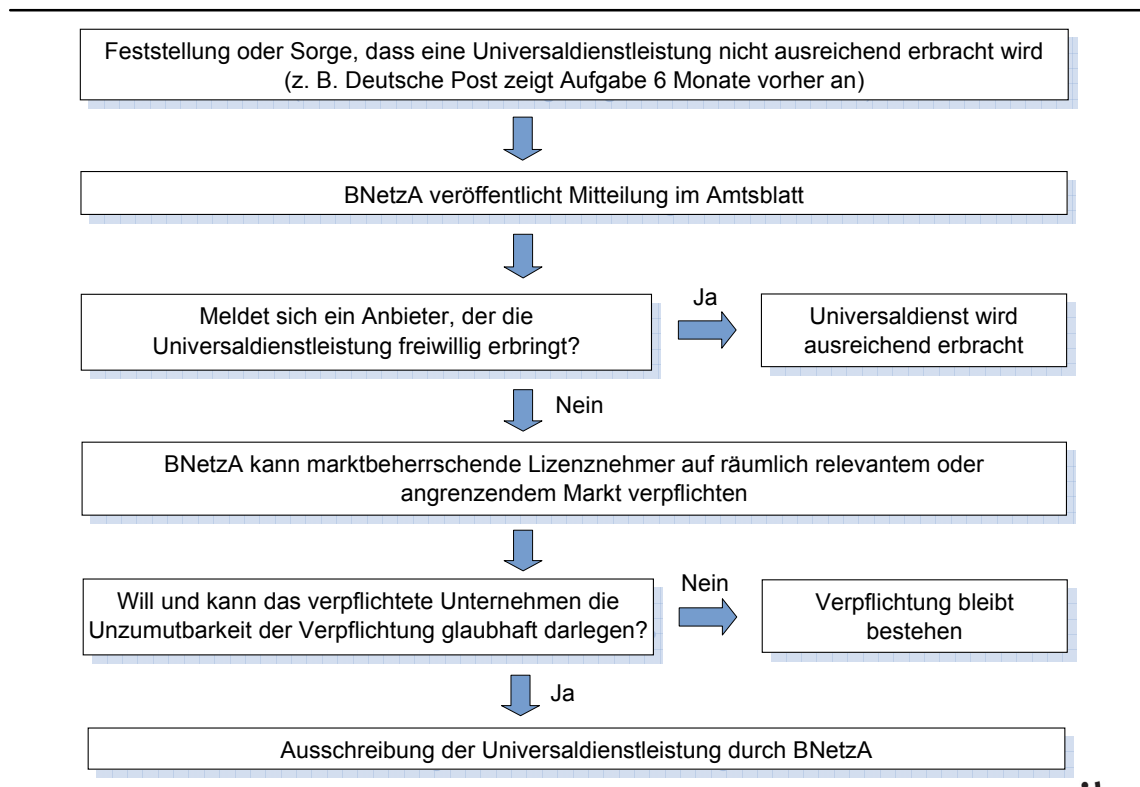 Feststellung oder Sorge, dass eine Universaldienstleistung nicht ausreichend erbracht wird
(z. B. Deutsche Post zeigt Aufgabe 6 Monate vorher an)
BNetzA veröffentlicht Mitteilung im Amtsblatt
Meldet sich ein Anbieter, der die
Universaldienstleistung freiwillig erbringt?
Ja
Universaldienst wird
ausreichend erbracht
Nein
BNetzA kann marktbeherrschende Lizenznehmer auf räumlich relevantem oder
angrenzendem Markt verpflichten
Will und kann das verpflichtete Unternehmen die
Unzumutbarkeit der Verpflichtung glaubhaft darlegen?
Nein
Verpflichtung bleibt
bestehen
Ja
Ausschreibung der Universaldienstleistung durch BNetzA